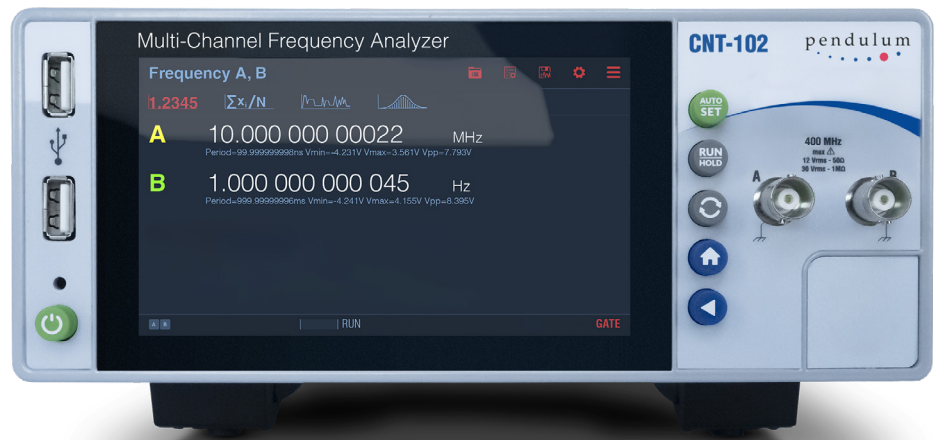 Multi-Channel Frequency Analyzer
CNT-102
pendulum
Frequency A, B
1.2345 Σxᵢ/N
A 10.000 000 00022 MHz
Period=99.999999998ns Vmin=-4.231V Vmax=3.561V Vpp=7.793V
B 1.000 000 000 045 Hz
Period=999.99999996ms Vmin=-4.241V Vmax=4.155V Vpp=8.395V
A B RUN GATE
AUTO
SET
RUN
HOLD
400 MHz
max ⚠
12 Vrms - 50Ω
30 Vrms - 1MΩ
A B